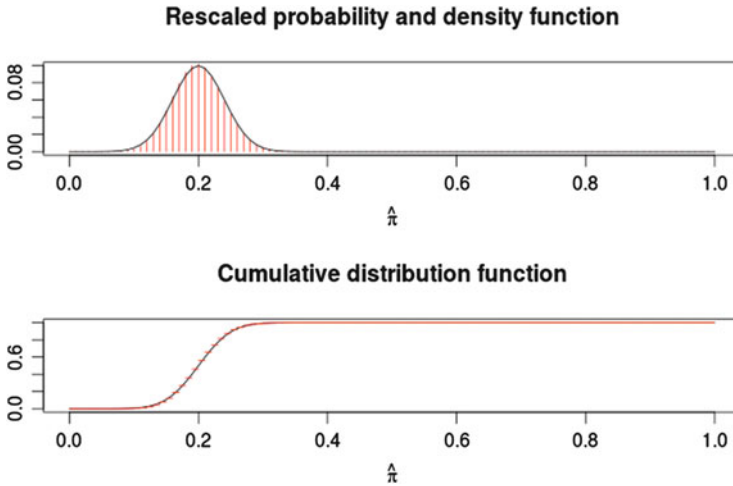 Rescaled probability and density function
0.08
0.00
0.0 0.2 0.4 0.6 0.8 1.0
π̂
Cumulative distribution function
0.6
0.0
0.0 0.2 0.4 0.6 0.8 1.0
π̂